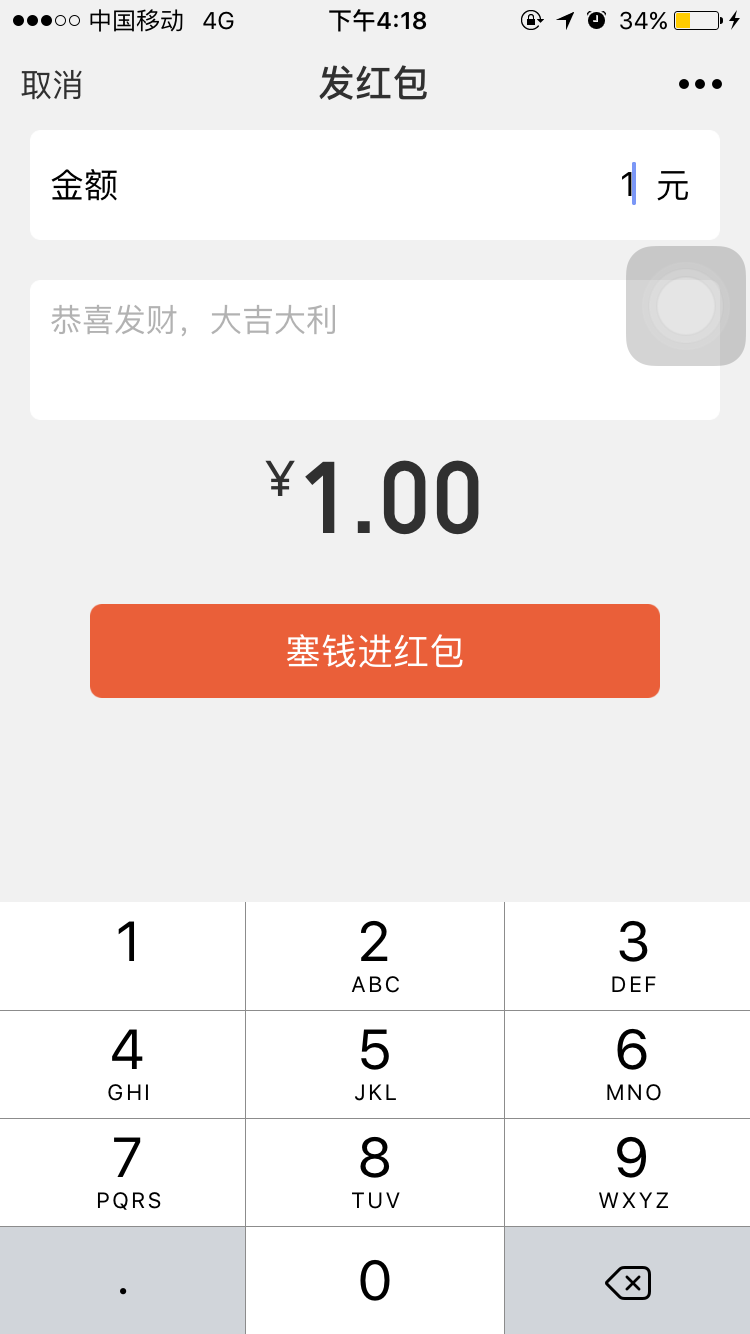 中国移动 4G 下午4:18 34%
取消 发红包
金额 1 元
恭喜发财，大吉大利
¥1.00
塞钱进红包
1 2 3
ABC DEF
4 5 6
GHI JKL MNO
7 8 9
PQRS TUV WXYZ
. 0